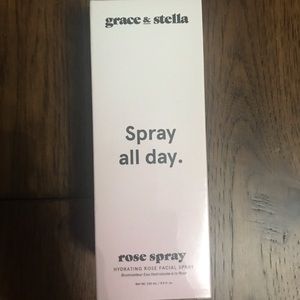 grace & stella
Spray
all day.
rose spray
HYDRATING ROSE FACIAL SPRAY